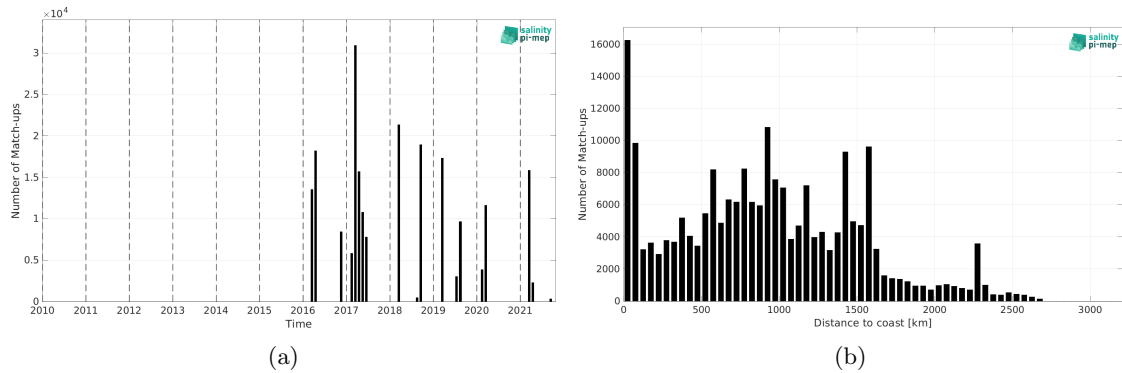 ×10⁴
3
2.5
2
1.5
1
0.5
0
Number of Match-ups
2010 2011 2012 2013 2014 2015 2016 2017 2018 2019 2020 2021
Time
salinity
pi-mep
(a)
16000
14000
12000
10000
8000
6000
4000
2000
0
Number of Match-ups
0 500 1000 1500 2000 2500 3000
Distance to coast [km]
salinity
pi-mep
(b)